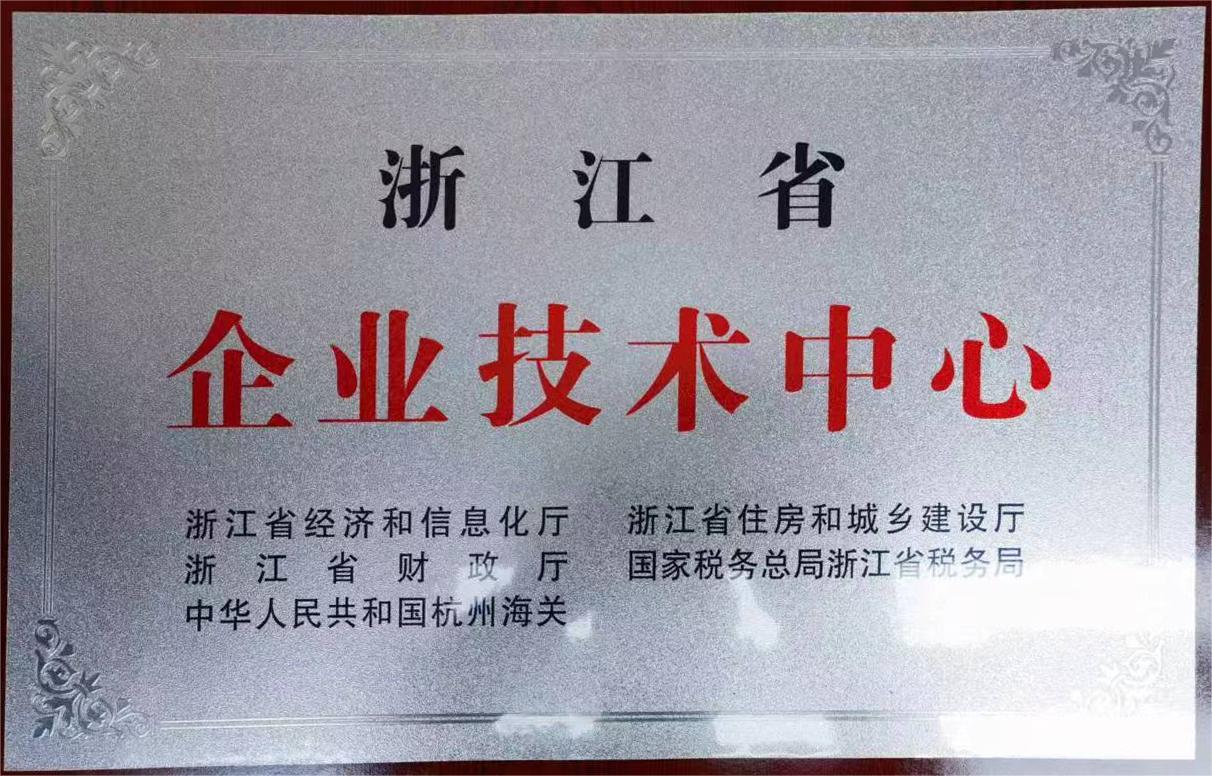 浙江省
企业技术中心
浙江省经济和信息化厅
浙江省财政厅
中华人民共和国杭州海关
浙江省住房和城乡建设厅
国家税务总局浙江省税务局